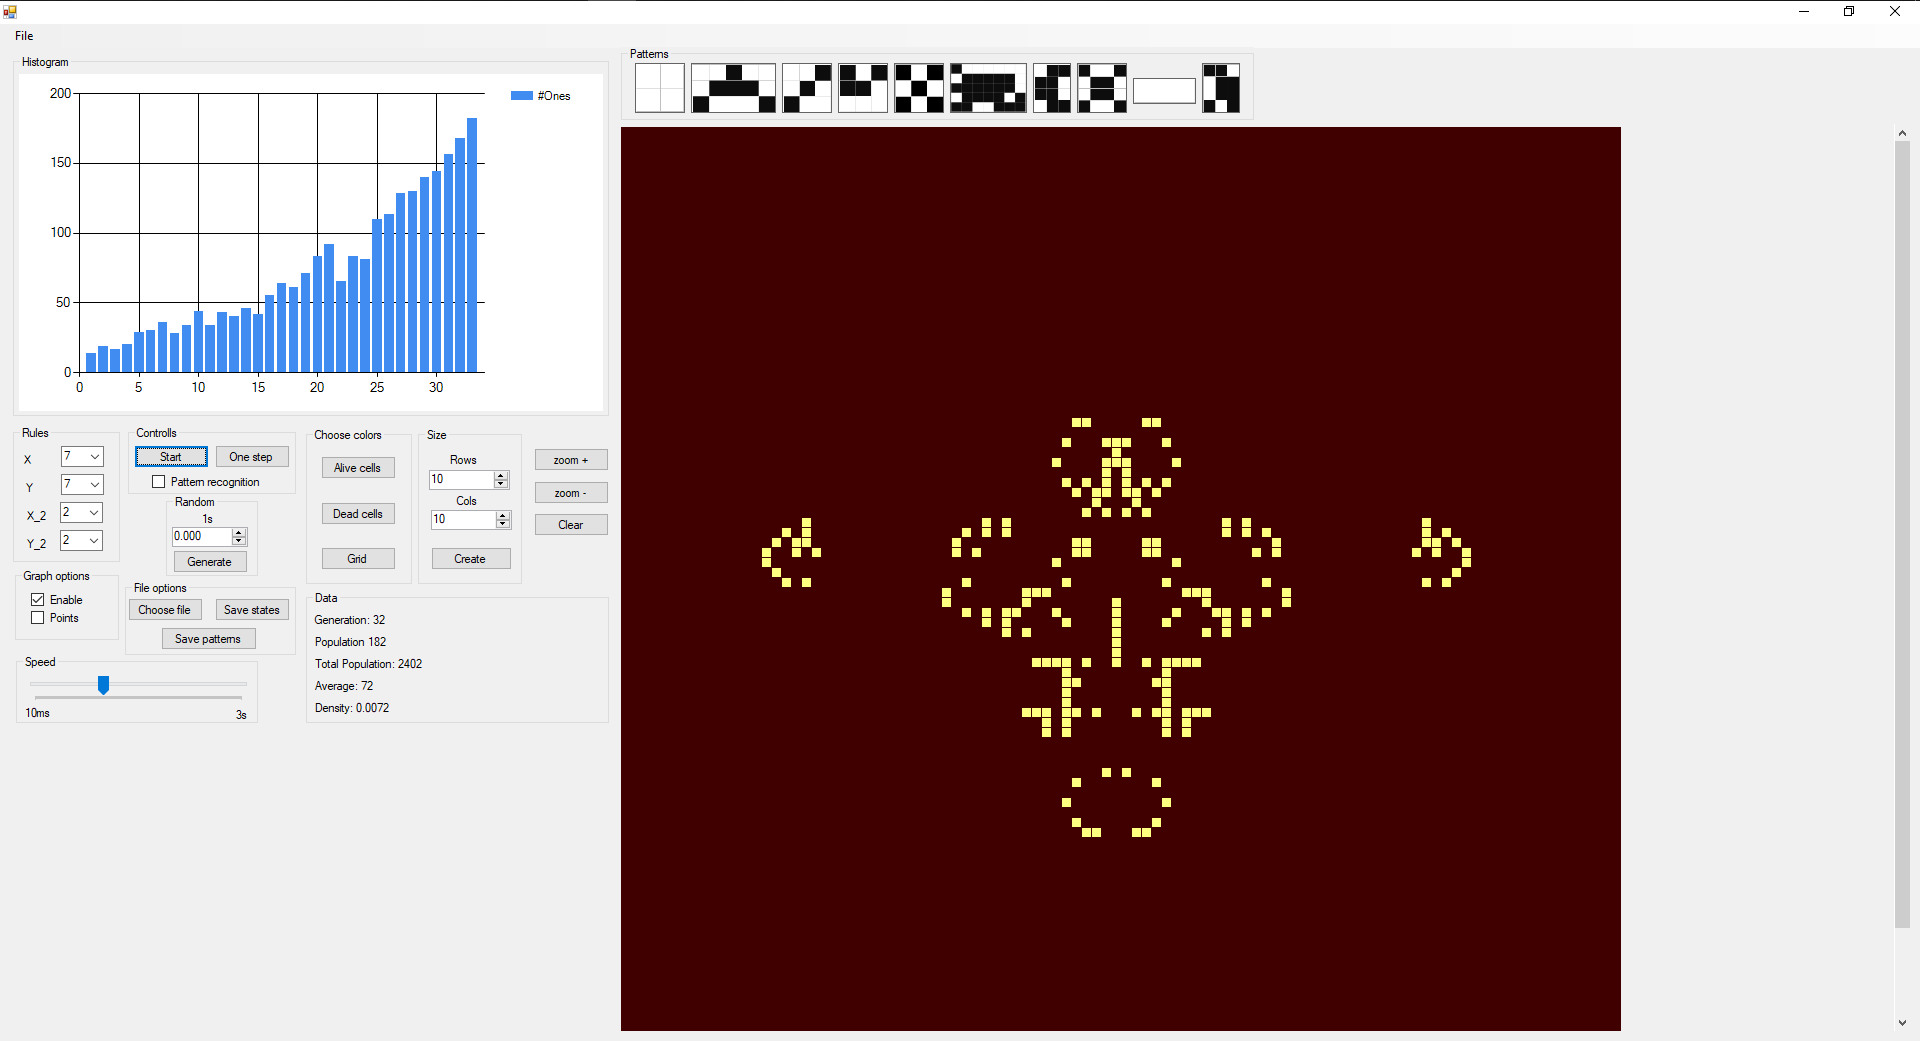 File
Histogram
200
150
100
50
0
0 5 10 15 20 25 30
#Ones
Patterns
Rules
X 7
Y 7
X_2 2
Y_2 2
Controlls
Start One step
Pattern recognition
Random
1s
0.000
Generate
Choose colors
Alive cells
Dead cells
Grid
Size
Rows
10
Cols
10
Create
zoom +
zoom -
Clear
Graph options
Enable
Points
File options
Choose file Save states
Save patterns
Speed
10ms 3s
Data
Generation: 32
Population 182
Total Population: 2402
Average: 72
Density: 0.0072